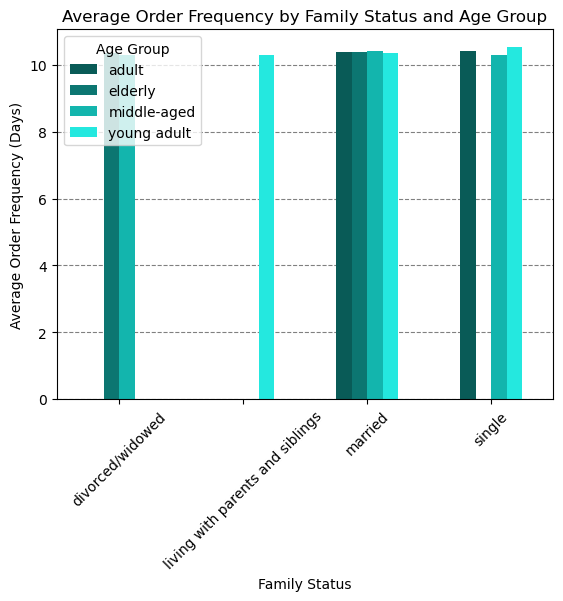 Average Order Frequency by Family Status and Age Group
Age Group
adult
elderly
middle-aged
young adult
Average Order Frequency (Days)
10
8
6
4
2
0
divorced/widowed
living with parents and siblings
married
single
Family Status